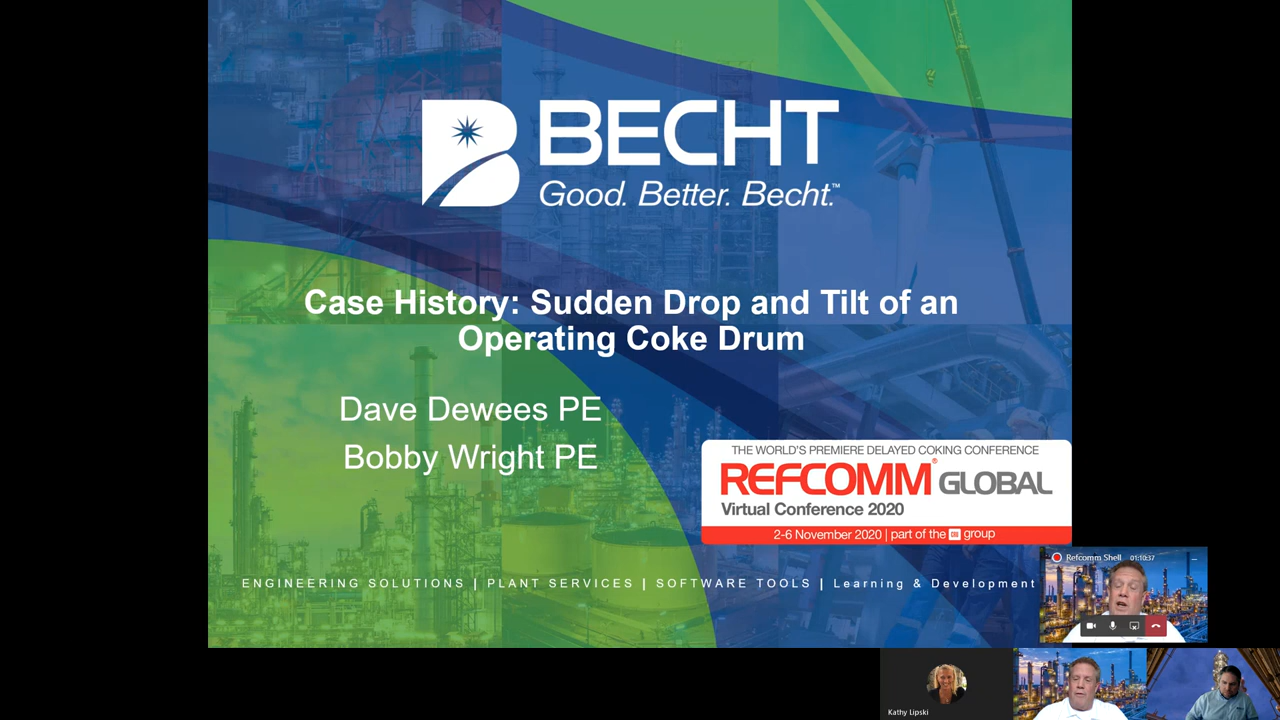 BECHT
Good. Better. Becht.™
Case History: Sudden Drop and Tilt of an
Operating Coke Drum
Dave Dewees PE
Bobby Wright PE
THE WORLD'S PREMIERE DELAYED COKING CONFERENCE
REFCOMM® GLOBAL
Virtual Conference 2020
2-6 November 2020 | part of the group
ENGINEERING SOLUTIONS | PLANT SERVICES | SOFTWARE TOOLS | Learning & Development
Refcomm Shell 01:10:37
Kathy Lipski